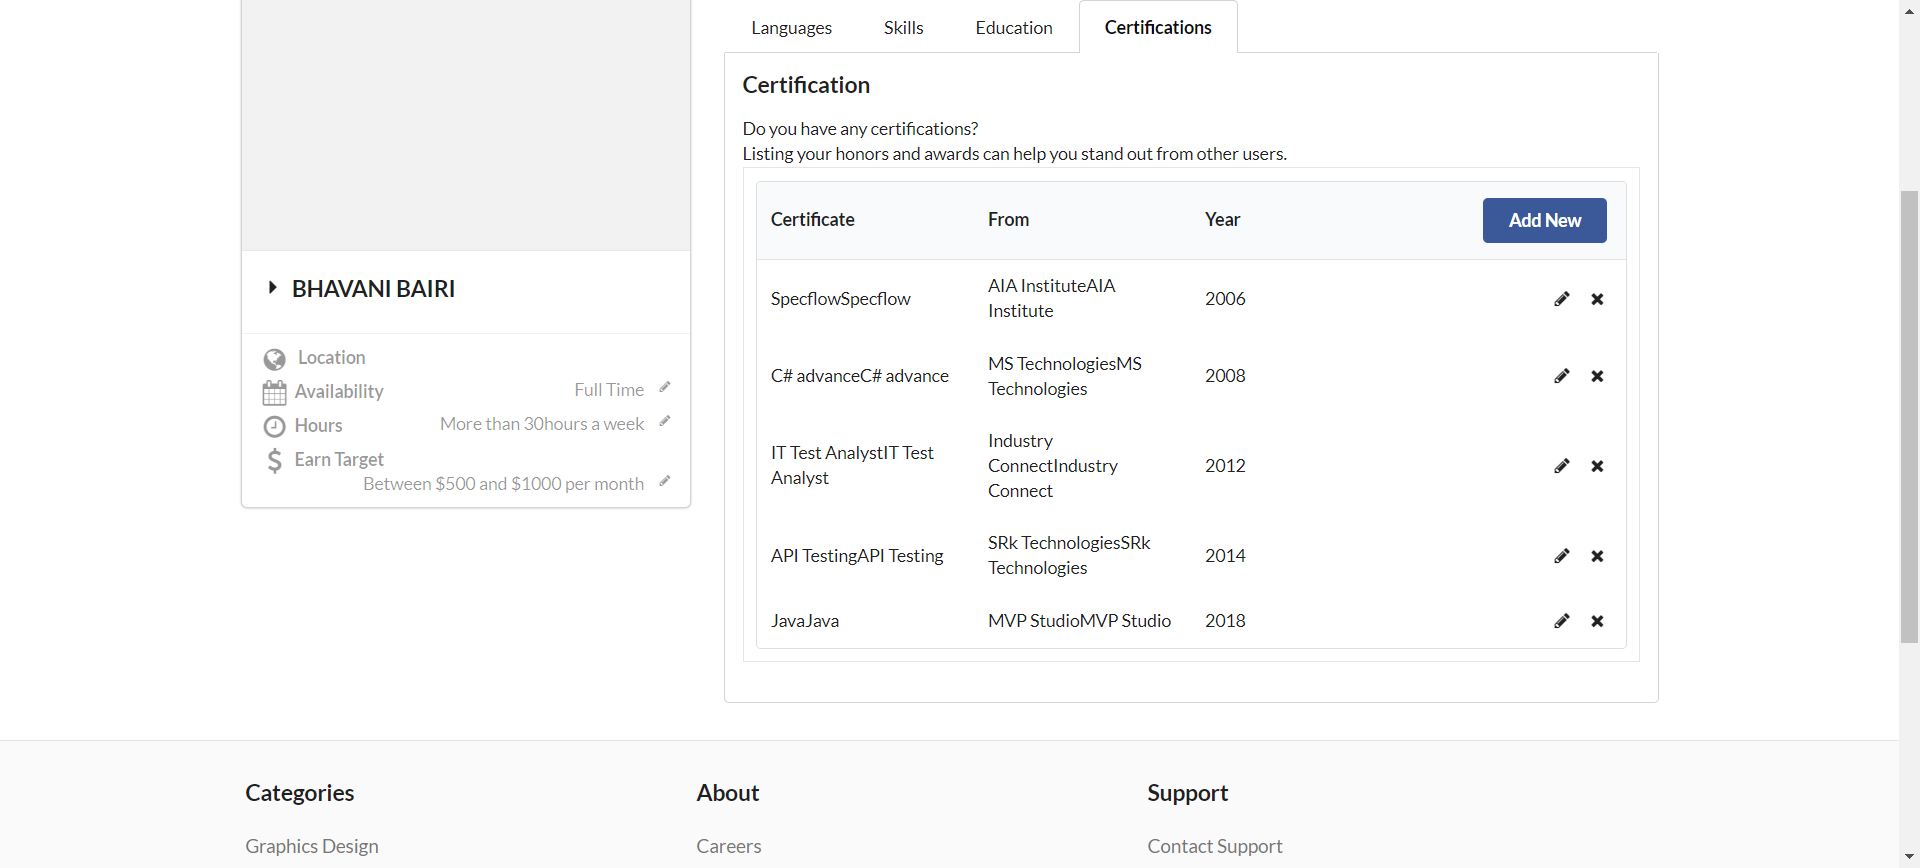 Languages
Skills
Education
Certifications
Certification
Do you have any certifications?
Listing your honors and awards can help you stand out from other users.
Certificate
From
Year
Add New
SpecflowSpecflow
AIA InstituteAIA
Institute
2006
C# advanceC# advance
MS TechnologiesMS
Technologies
2008
IT Test AnalystIT Test
Analyst
Industry
ConnectIndustry
Connect
2012
API TestingAPI Testing
SRk TechnologiesSRk
Technologies
2014
JavaJava
MVP StudioMVP Studio
2018
BHAVANI BAIRI
Location
Availability
Full Time
Hours
More than 30hours a week
Earn Target
Between $500 and $1000 per month
Categories
Graphics Design
About
Careers
Support
Contact Support